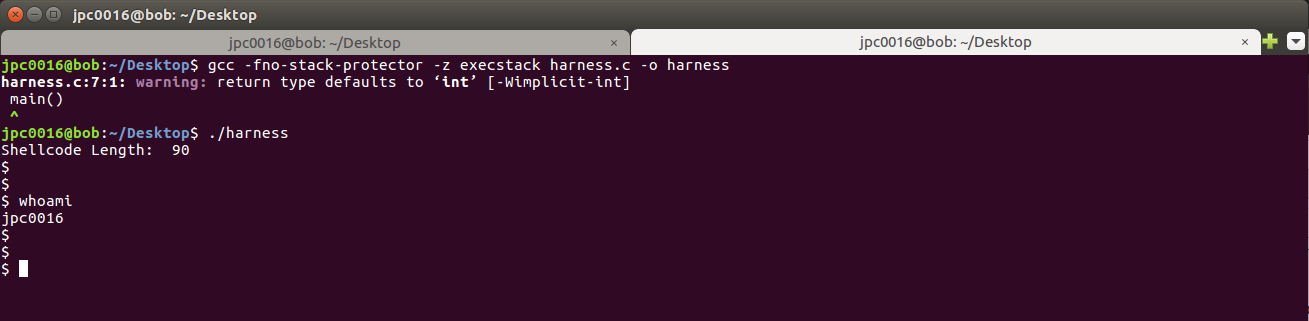 jpc0016@bob: ~/Desktop
jpc0016@bob: ~/Desktop × jpc0016@bob: ~/Desktop ×
jpc0016@bob:~/Desktop$ gcc -fno-stack-protector -z execstack harness.c -o harness
harness.c:7:1: warning: return type defaults to ‘int’ [-Wimplicit-int]
 main()
 ^
jpc0016@bob:~/Desktop$ ./harness
Shellcode Length:  90
$
$
$ whoami
jpc0016
$
$
$